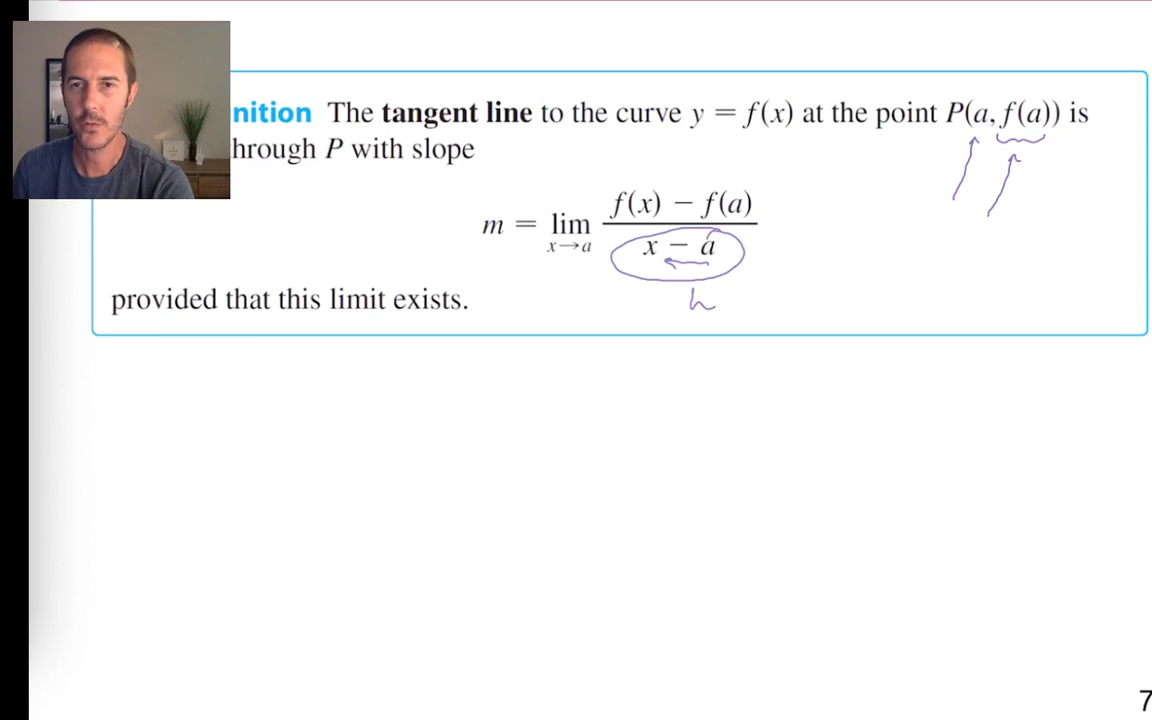 nition The tangent line to the curve y = f(x) at the point P(a, f(a)) is
hrough P with slope
m = lim x→a f(x) − f(a) / x − a
h
provided that this limit exists.
7